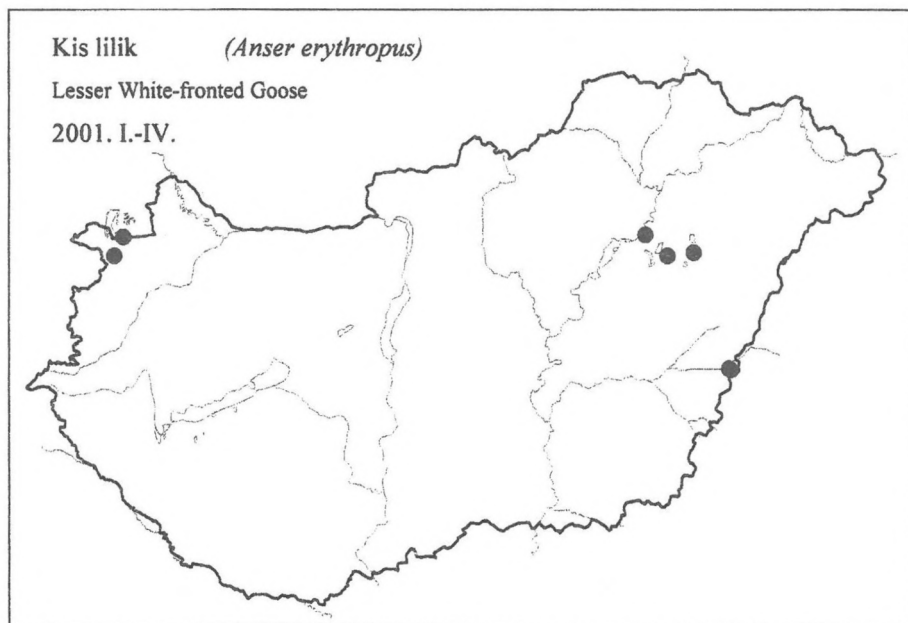 Kis lilik (Anser erythropus)
Lesser White-fronted Goose
2001. I.-IV.